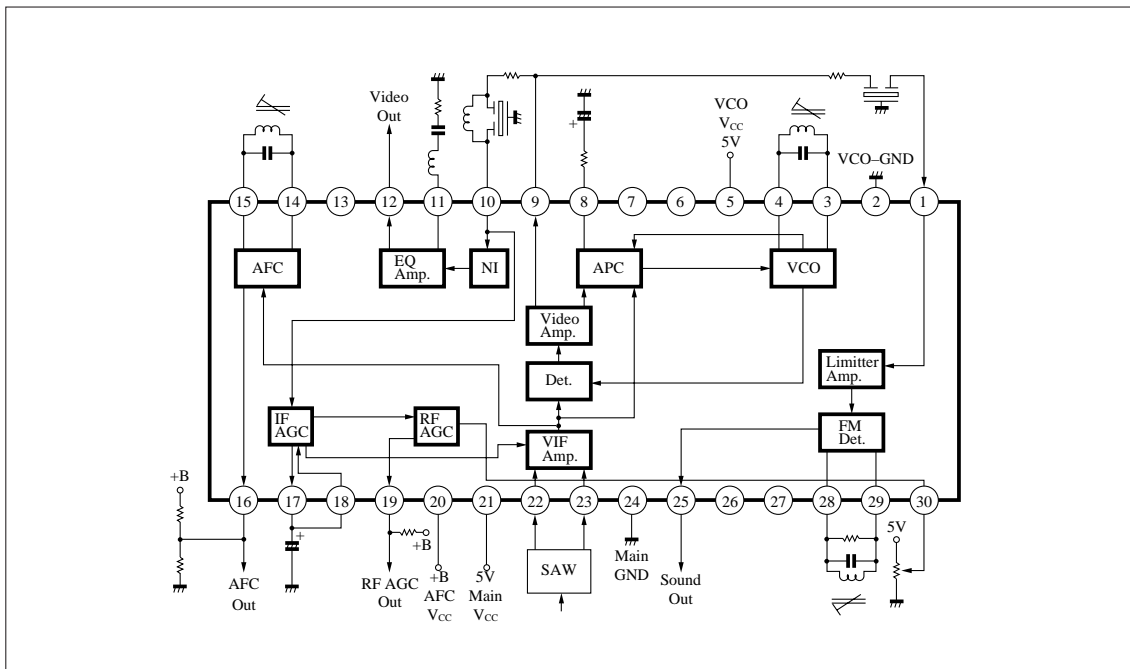 Video
Out
+
VCO
VCC
5V
VCO–GND
15
14
13
12
11
10
9
8
7
6
5
4
3
2
1
AFC
EQ
Amp.
NI
APC
VCO
Video
Amp.
Limitter
Amp.
Det.
IF
AGC
RF
AGC
VIF
Amp.
FM
Det.
+B
16
17
18
19
20
21
22
23
24
25
26
27
28
29
30
+
+B
5V
AFC
Out
RF AGC
Out
+B
AFC
VCC
5V
Main
VCC
SAW
Main
GND
Sound
Out